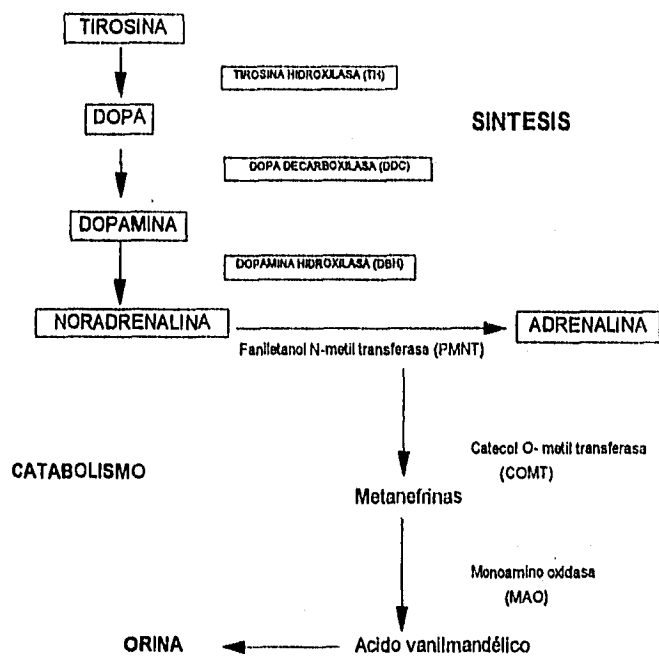 TIROSINA
TIROSINA HIDROXILASA (TH)
DOPA
SINTESIS
DOPA DECARBOXILASA (DDC)
DOPAMINA
DOPAMINA HIDROXILASA (DBH)
NORADRENALINA
ADRENALINA
Faniletanol N-metil transferasa (PMNT)
Catecol O- metil transferasa
(COMT)
CATABOLISMO
Metanefrinas
Monoamino oxidasa
(MAO)
ORINA
Acido vanilmandélico